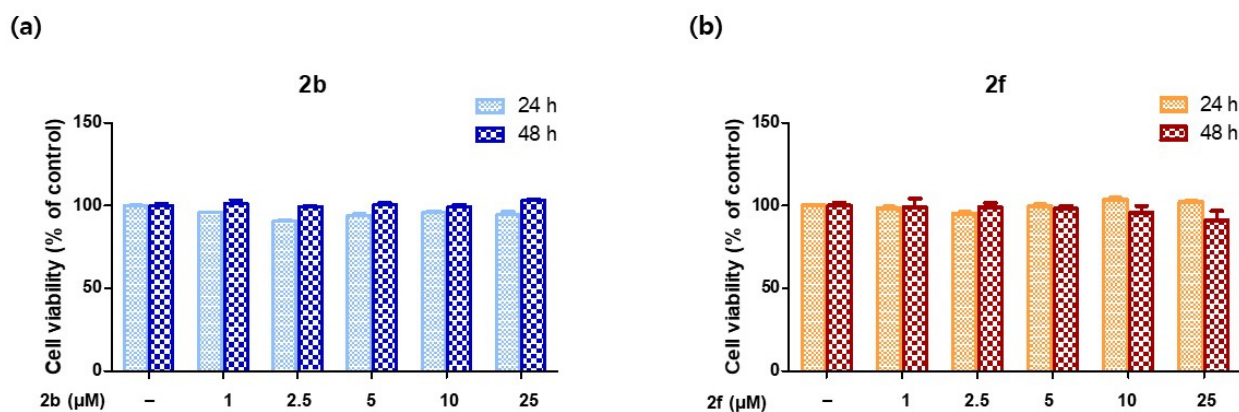 (a)
2b
24 h
48 h
Cell viability (% of control)
150
100
50
0
2b (µM) – 1 2.5 5 10 25
(b)
2f
24 h
48 h
Cell viability (% of control)
150
100
50
0
2f (µM) – 1 2.5 5 10 25